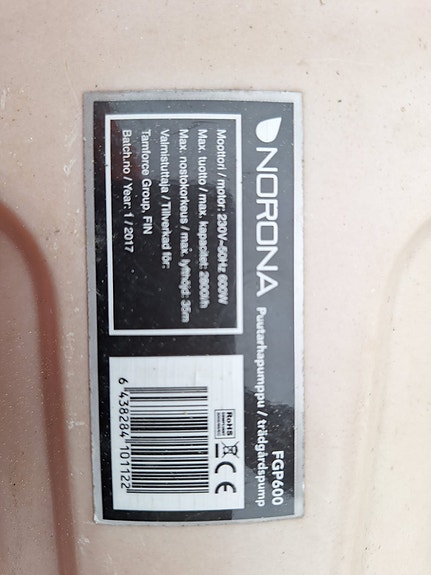 NORONA
FGP600
Puutarhapumppu / trädgårdspump
Moottori / motor: 230V~50Hz 600W
Max. tuotto / max. kapacitet: 2800l/h
Max. nostokorkeus / max. lyfthöjd: 35m
Valmistuttaja / Tillverkad för:
Tamforce Group, FIN
Batch.no / Year: 1 / 2017
RoHS
CE
6 438284 101122